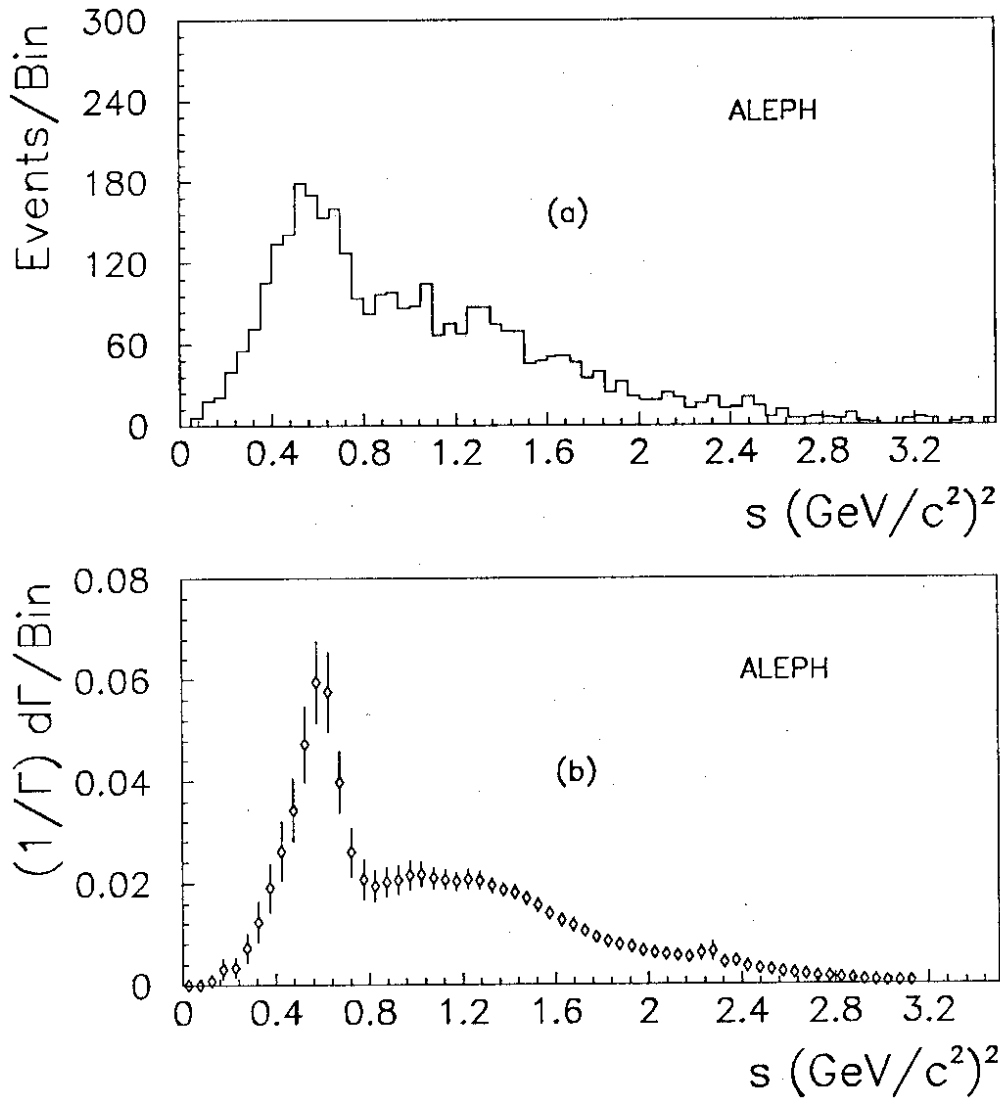 Events/Bin
300
240
180
120
60
0
ALEPH
(a)
0 0.4 0.8 1.2 1.6 2 2.4 2.8 3.2
s (GeV/c²)²
(1/Γ) dΓ/Bin
0.08
0.06
0.04
0.02
0
ALEPH
(b)
0 0.4 0.8 1.2 1.6 2 2.4 2.8 3.2
s (GeV/c²)²